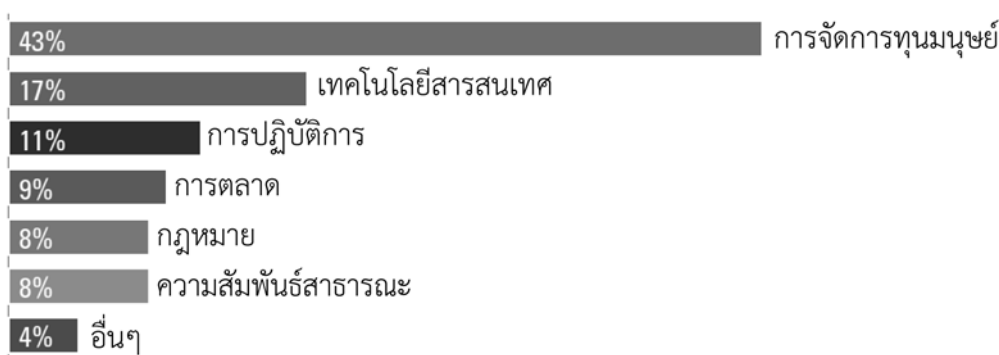 43% การจัดการทุนมนุษย์
17% เทคโนโลยีสารสนเทศ
11% การปฏิบัติการ
9% การตลาด
8% กฎหมาย
8% ความสัมพันธ์สาธารณะ
4% อื่นๆ